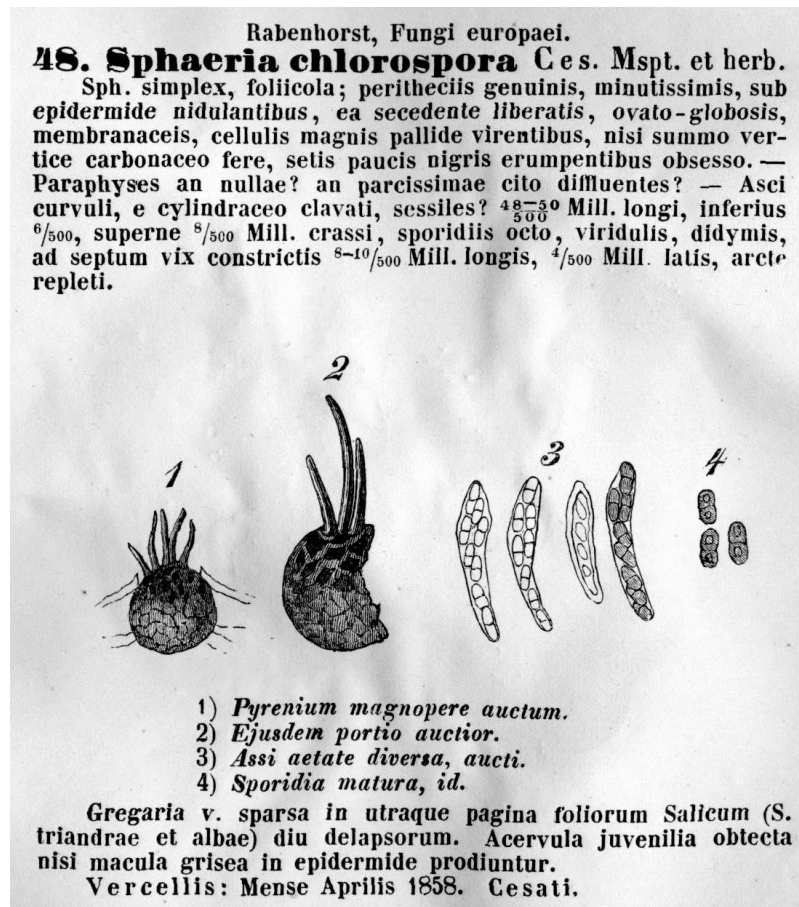 Rabenhorst, Fungi europaei.
48. Sphaeria chlorospora Ces. Mspt. et herb.
Sph. simplex, foliicola; peritheciis genuinis, minutissimis, sub
epidermide nidulantibus, ea secedente liberatis, ovato-globosis,
membranaceis, cellulis magnis pallide virentibus, nisi summo ver-
tice carbonaceo fere, setis paucis nigris erumpentibus obsesso. —
Paraphyses an nullae? an parcissimae cito diffluentes? — Asci
curvuli, e cylindraceo clavati, sessiles? 48–50/500 Mill. longi, inferius
6/500, superne 8/500 Mill. crassi, sporidiis octo, viridulis, didymis,
ad septum vix constrictis 8–10/500 Mill. longis, 4/500 Mill. latis, arcte
repleti.
1 2 3 4
1) Pyrenium magnopere auctum.
2) Ejusdem portio auctior.
3) Assi aetate diversa, aucti.
4) Sporidia matura, id.
Gregaria v. sparsa in utraque pagina foliorum Salicum (S.
triandrae et albae) diu delapsorum. Acervula juvenilia obtecta
nisi macula grisea in epidermide prodiuntur.
Vercellis: Mense Aprilis 1858. Cesati.